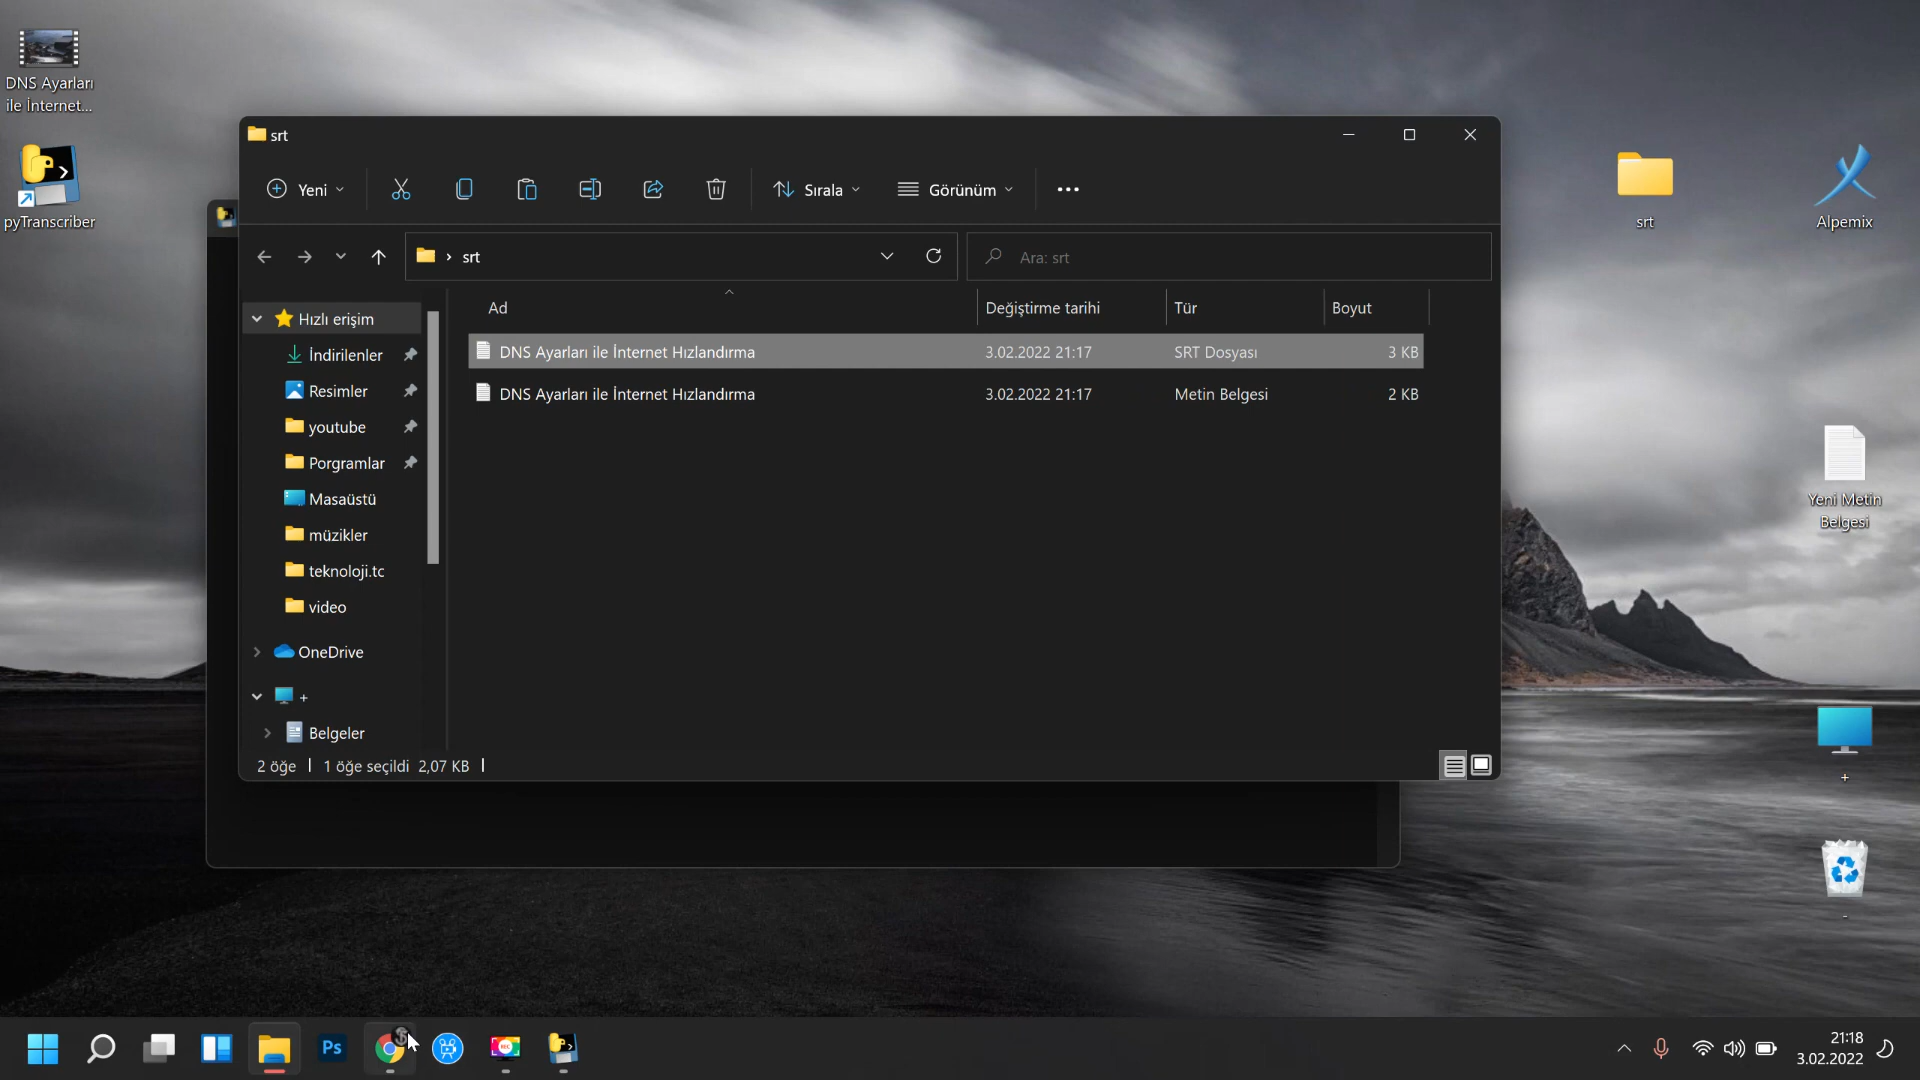 DNS Ayarları
ile İnternet...
pyTranscriber
srt
Yeni
Sırala
Görünüm
srt
Ara: srt
Ad
Değiştirme tarihi
Tür
Boyut
DNS Ayarları ile İnternet Hızlandırma
3.02.2022 21:17
SRT Dosyası
3 KB
DNS Ayarları ile İnternet Hızlandırma
3.02.2022 21:17
Metin Belgesi
2 KB
Hızlı erişim
İndirilenler
Resimler
youtube
Porgramlar
Masaüstü
müzikler
teknoloji.tc
video
OneDrive
+
Belgeler
2 öğe
1 öğe seçildi 2,07 KB
srt
Alpemix
Yeni Metin
Belgesi
+
-
Ps
REC
21:18
3.02.2022